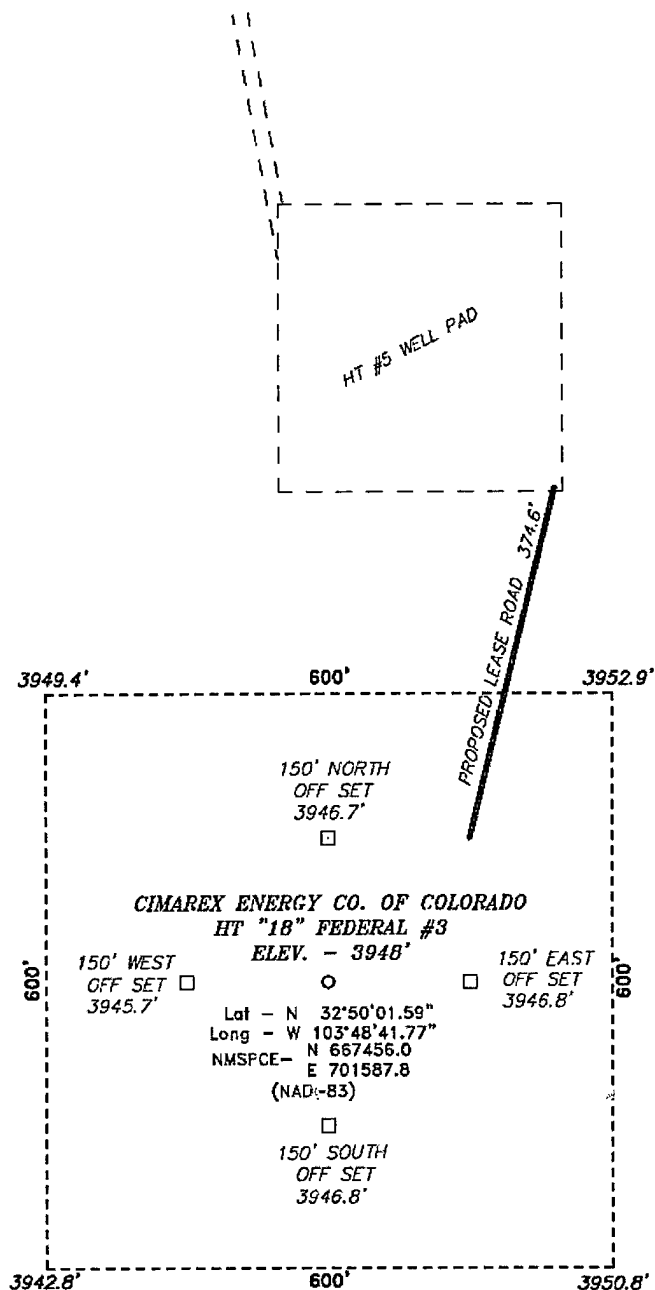 HT #5 WELL PAD
PROPOSED LEASE ROAD 374.6'
3949.4'
600'
3952.9'
150' NORTH
OFF SET
3946.7'
CIMAREX ENERGY CO. OF COLORADO
HT "18" FEDERAL #3
ELEV. - 3948'
600'
150' WEST
OFF SET
3945.7'
150' EAST
OFF SET
3946.8'
600'
Lat - N 32°50'01.59"
Long - W 103°48'41.77"
NMSPCE- N 667456.0
E 701587.8
(NAD-83)
150' SOUTH
OFF SET
3946.8'
3942.8'
600'
3950.8'